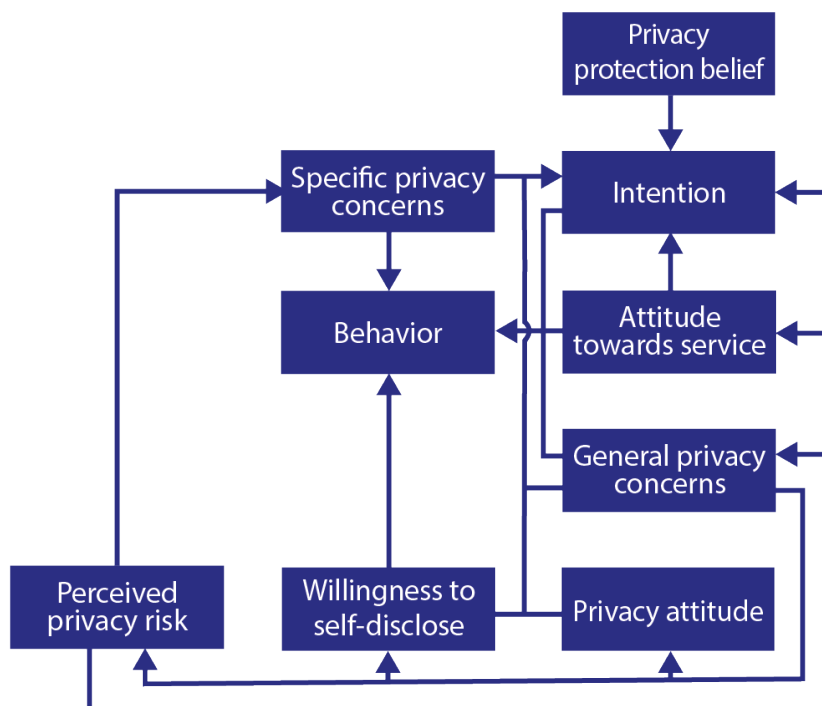 Privacy
protection belief
Specific privacy
concerns
Intention
Behavior
Attitude
towards service
General privacy
concerns
Perceived
privacy risk
Willingness to
self-disclose
Privacy attitude